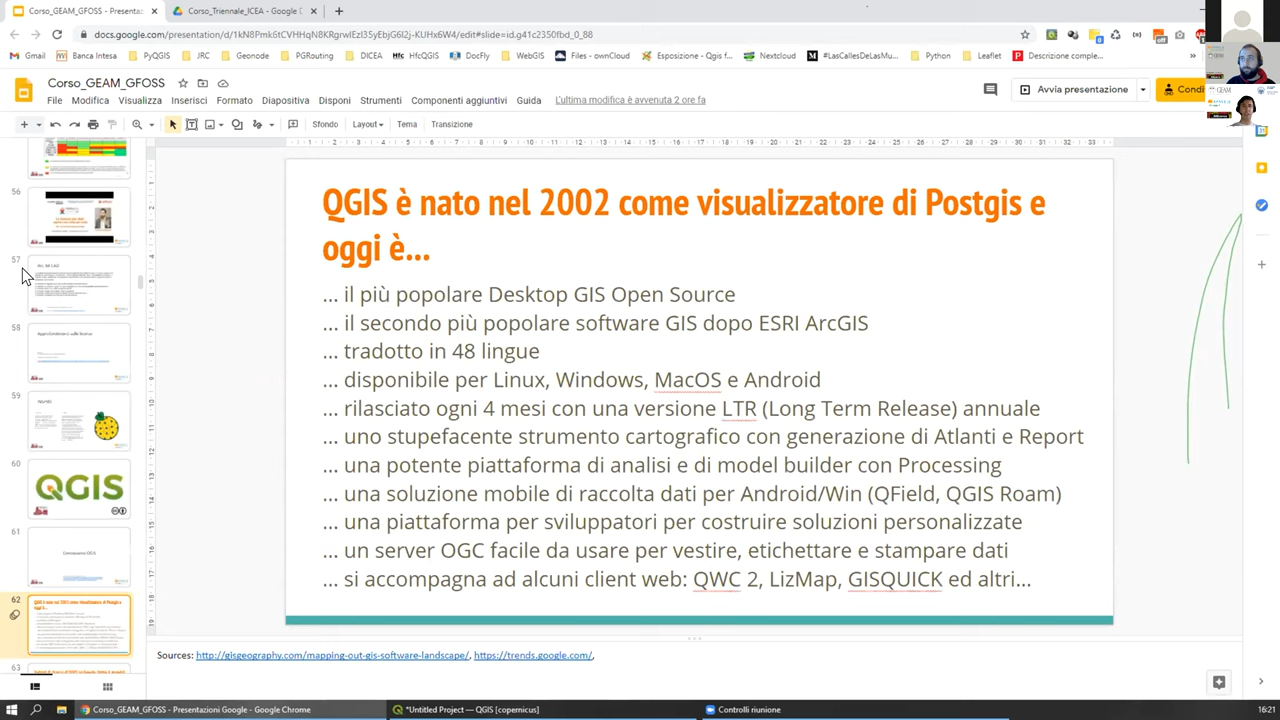 Corso_GEAM_GFOSS - Presentaz
Corso_Triennale_ICEA - Google D
docs.google.com/presentation/d/1kN8Pmk6tCVHHqN8KRgrwIEzI35yEbjG6I2j-KUHx6W4/edit#slide=id.g41c2350fbd_0_88
Gmail
Banca Intesa
PyQGIS
JRC
Geonode
PGRouting
DICEA
Hec
HfcQGIS
DocFly
WebGIS
Files - ownCloud
Esposizione - Qgis f
Nextcloud
#LasCallesDeLasMu...
Python
Leaflet
Descrizione comple...
Corso_GEAM_GFOSS
File Modifica Visualizza Inserisci Formato Diapositiva Disponi Strumenti Componenti aggiuntivi Guida L'ultima modifica è avvenuta 2 ore fa
Avvia presentazione
Condi
Sfondo Layout Tema Transizione
56
57
58
59
60
QGIS
61
62
63
QGIS è nato nel 2002 come visualizzatore di Postgis e
oggi è...
... il più popolare Desktop GIS Open Source
... il secondo più popolare software GIS dopo ESRI ArcGIS
... tradotto in 48 lingue
... disponibile per Linux, Windows, MacOS e Android
... rilasciato ogni 4 mesi con una versione LTR (Long Term Release) annuale
... uno stupefacente strumento cartografico con generazione di Atlanti e Report
... una potente piattaforma di analisi e di model builder con Processing
... una soluzione mobile di raccolta dati per Android/Win (QField, QGIS Roam)
... una piattaforma per sviluppatori per costruire soluzioni personalizzate
... un server OGC facile da usare per vestire, etichettare e stampare dati
... si accompagna ad alcuni client web: QWC 2, LizMap, GISQUICK ed altri...
Sources: http://gisgeography.com/mapping-out-gis-software-landscape/, https://trends.google.com/,
Corso_GEAM_GFOSS - Presentazioni Google - Google Chrome
*Untitled Project — QGIS [copernicus]
Controlli riunione
16:21